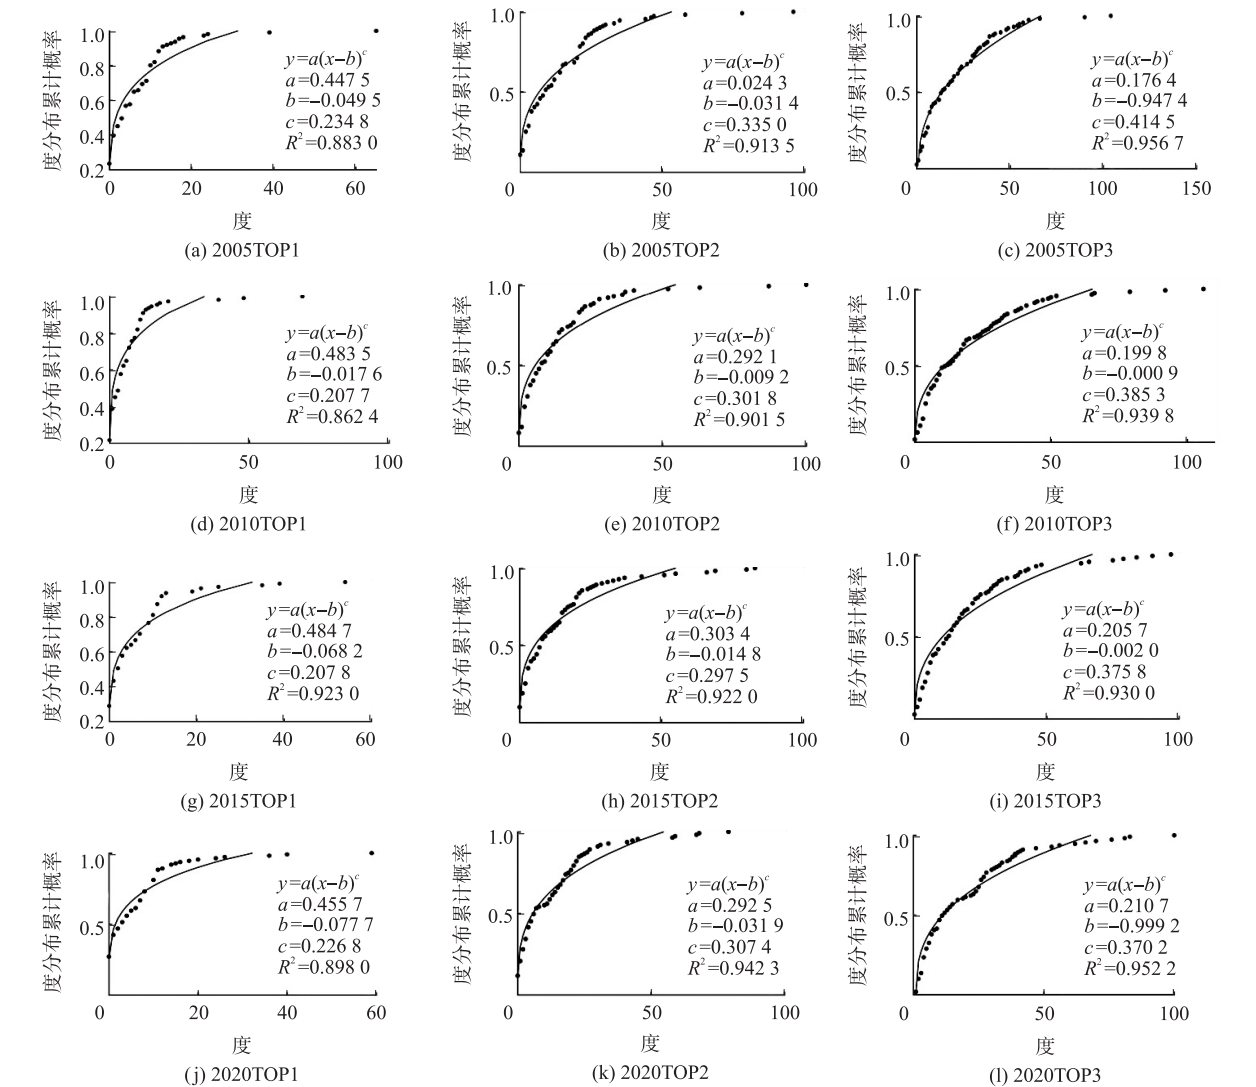 度分布累计概率
1.0
0.8
0.6
0.4
0.2
0
20
40
60
y=a(x−b)^c
a=0.447 5
b=−0.049 5
c=0.234 8
R²=0.883 0
度
(a) 2005TOP1
度分布累计概率
1.0
0.5
0
50
100
y=a(x−b)^c
a=0.024 3
b=−0.031 4
c=0.335 0
R²=0.913 5
度
(b) 2005TOP2
度分布累计概率
1.0
0.5
0
50
100
150
y=a(x−b)^c
a=0.176 4
b=−0.947 4
c=0.414 5
R²=0.956 7
度
(c) 2005TOP3
度分布累计概率
1.0
0.8
0.6
0.4
0.2
0
50
100
y=a(x−b)^c
a=0.483 5
b=−0.017 6
c=0.207 7
R²=0.862 4
度
(d) 2010TOP1
度分布累计概率
1.0
0.5
0
50
100
y=a(x−b)^c
a=0.292 1
b=−0.009 2
c=0.301 8
R²=0.901 5
度
(e) 2010TOP2
度分布累计概率
1.0
0.5
0
50
100
y=a(x−b)^c
a=0.199 8
b=−0.000 9
c=0.385 3
R²=0.939 8
度
(f) 2010TOP3
度分布累计概率
1.0
0.8
0.6
0.4
0.2
0
20
40
60
y=a(x−b)^c
a=0.484 7
b=−0.068 2
c=0.207 8
R²=0.923 0
度
(g) 2015TOP1
度分布累计概率
1.0
0.5
0
50
100
y=a(x−b)^c
a=0.303 4
b=−0.014 8
c=0.297 5
R²=0.922 0
度
(h) 2015TOP2
度分布累计概率
1.0
0.5
0
50
100
y=a(x−b)^c
a=0.205 7
b=−0.002 0
c=0.375 8
R²=0.930 0
度
(i) 2015TOP3
度分布累计概率
1.0
0.5
0
20
40
60
y=a(x−b)^c
a=0.455 7
b=−0.077 7
c=0.226 8
R²=0.898 0
度
(j) 2020TOP1
度分布累计概率
1.0
0.5
0
50
100
y=a(x−b)^c
a=0.292 5
b=−0.031 9
c=0.307 4
R²=0.942 3
度
(k) 2020TOP2
度分布累计概率
1.0
0.5
0
50
100
y=a(x−b)^c
a=0.210 7
b=−0.999 2
c=0.370 2
R²=0.952 2
度
(l) 2020TOP3